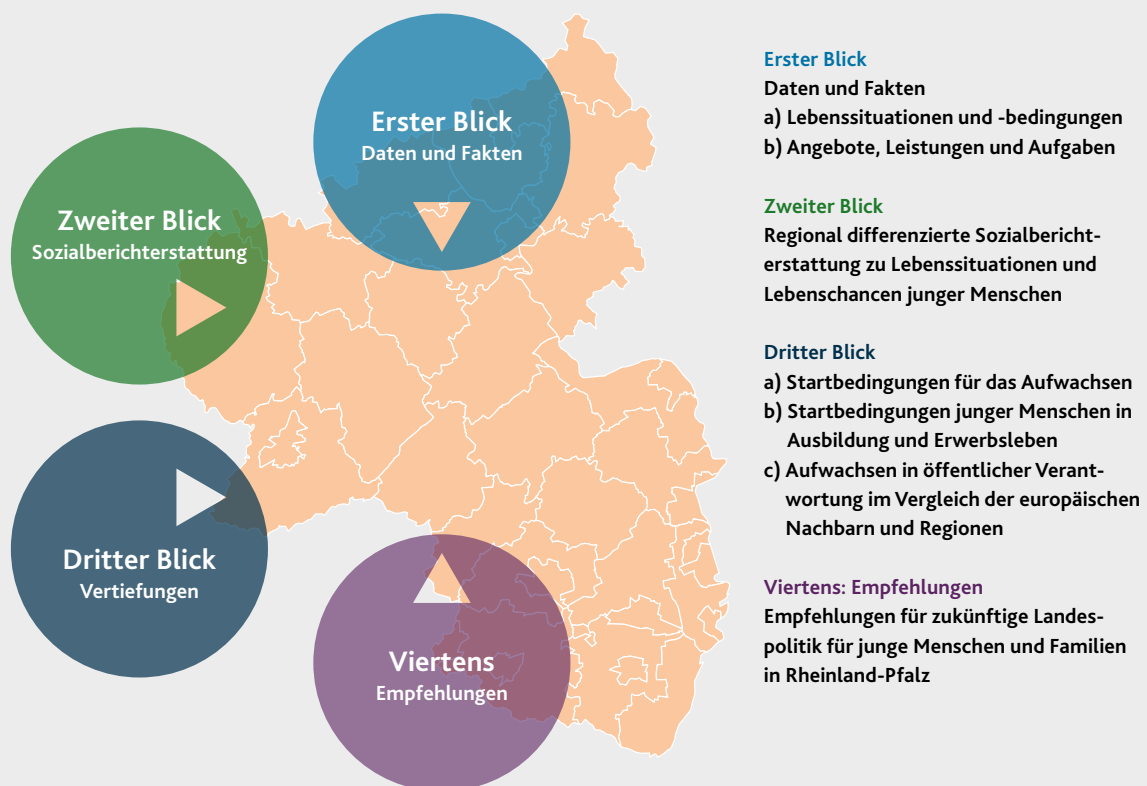 Erster Blick
Daten und Fakten
Zweiter Blick
Sozialberichterstattung
Dritter Blick
Vertiefungen
Viertens
Empfehlungen
Erster Blick
Daten und Fakten
a) Lebenssituationen und -bedingungen
b) Angebote, Leistungen und Aufgaben
Zweiter Blick
Regional differenzierte Sozialbericht-
erstattung zu Lebenssituationen und
Lebenschancen junger Menschen
Dritter Blick
a) Startbedingungen für das Aufwachsen
b) Startbedingungen junger Menschen in
Ausbildung und Erwerbsleben
c) Aufwachsen in öffentlicher Verant-
wortung im Vergleich der europäischen
Nachbarn und Regionen
Viertens: Empfehlungen
Empfehlungen für zukünftige Landes-
politik für junge Menschen und Familien
in Rheinland-Pfalz